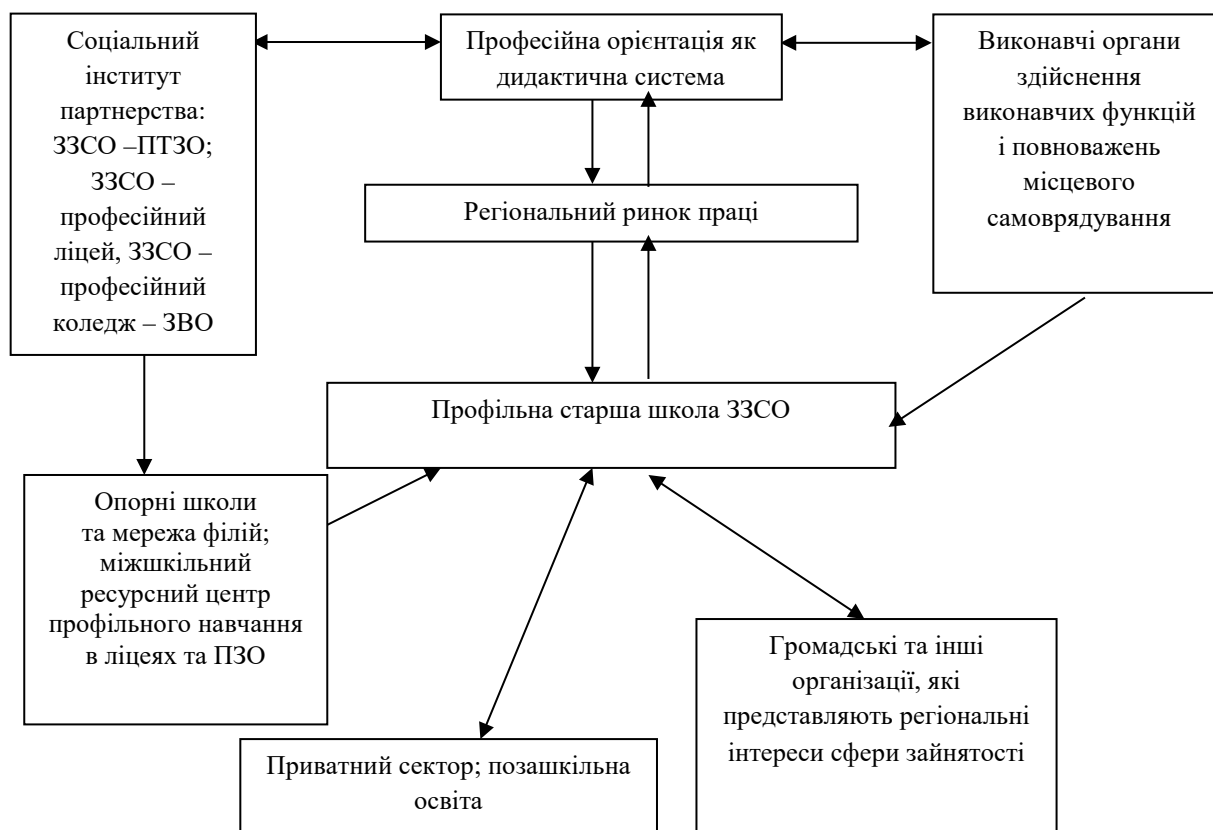 Соціальний
інститут
партнерства:
ЗЗСО –ПТЗО;
ЗЗСО –
професійний
ліцей, ЗЗСО –
професійний
коледж – ЗВО
Професійна орієнтація як
дидактична система
Виконавчі органи
здійснення
виконавчих функцій
і повноважень
місцевого
самоврядування
Регіональний ринок праці
Профільна старша школа ЗЗСО
Опорні школи
та мережа філій;
міжшкільний
ресурсний центр
профільного навчання
в ліцеях та ПЗО
Приватний сектор; позашкільна
освіта
Громадські та інші
організації, які
представляють регіональні
інтереси сфери зайнятості